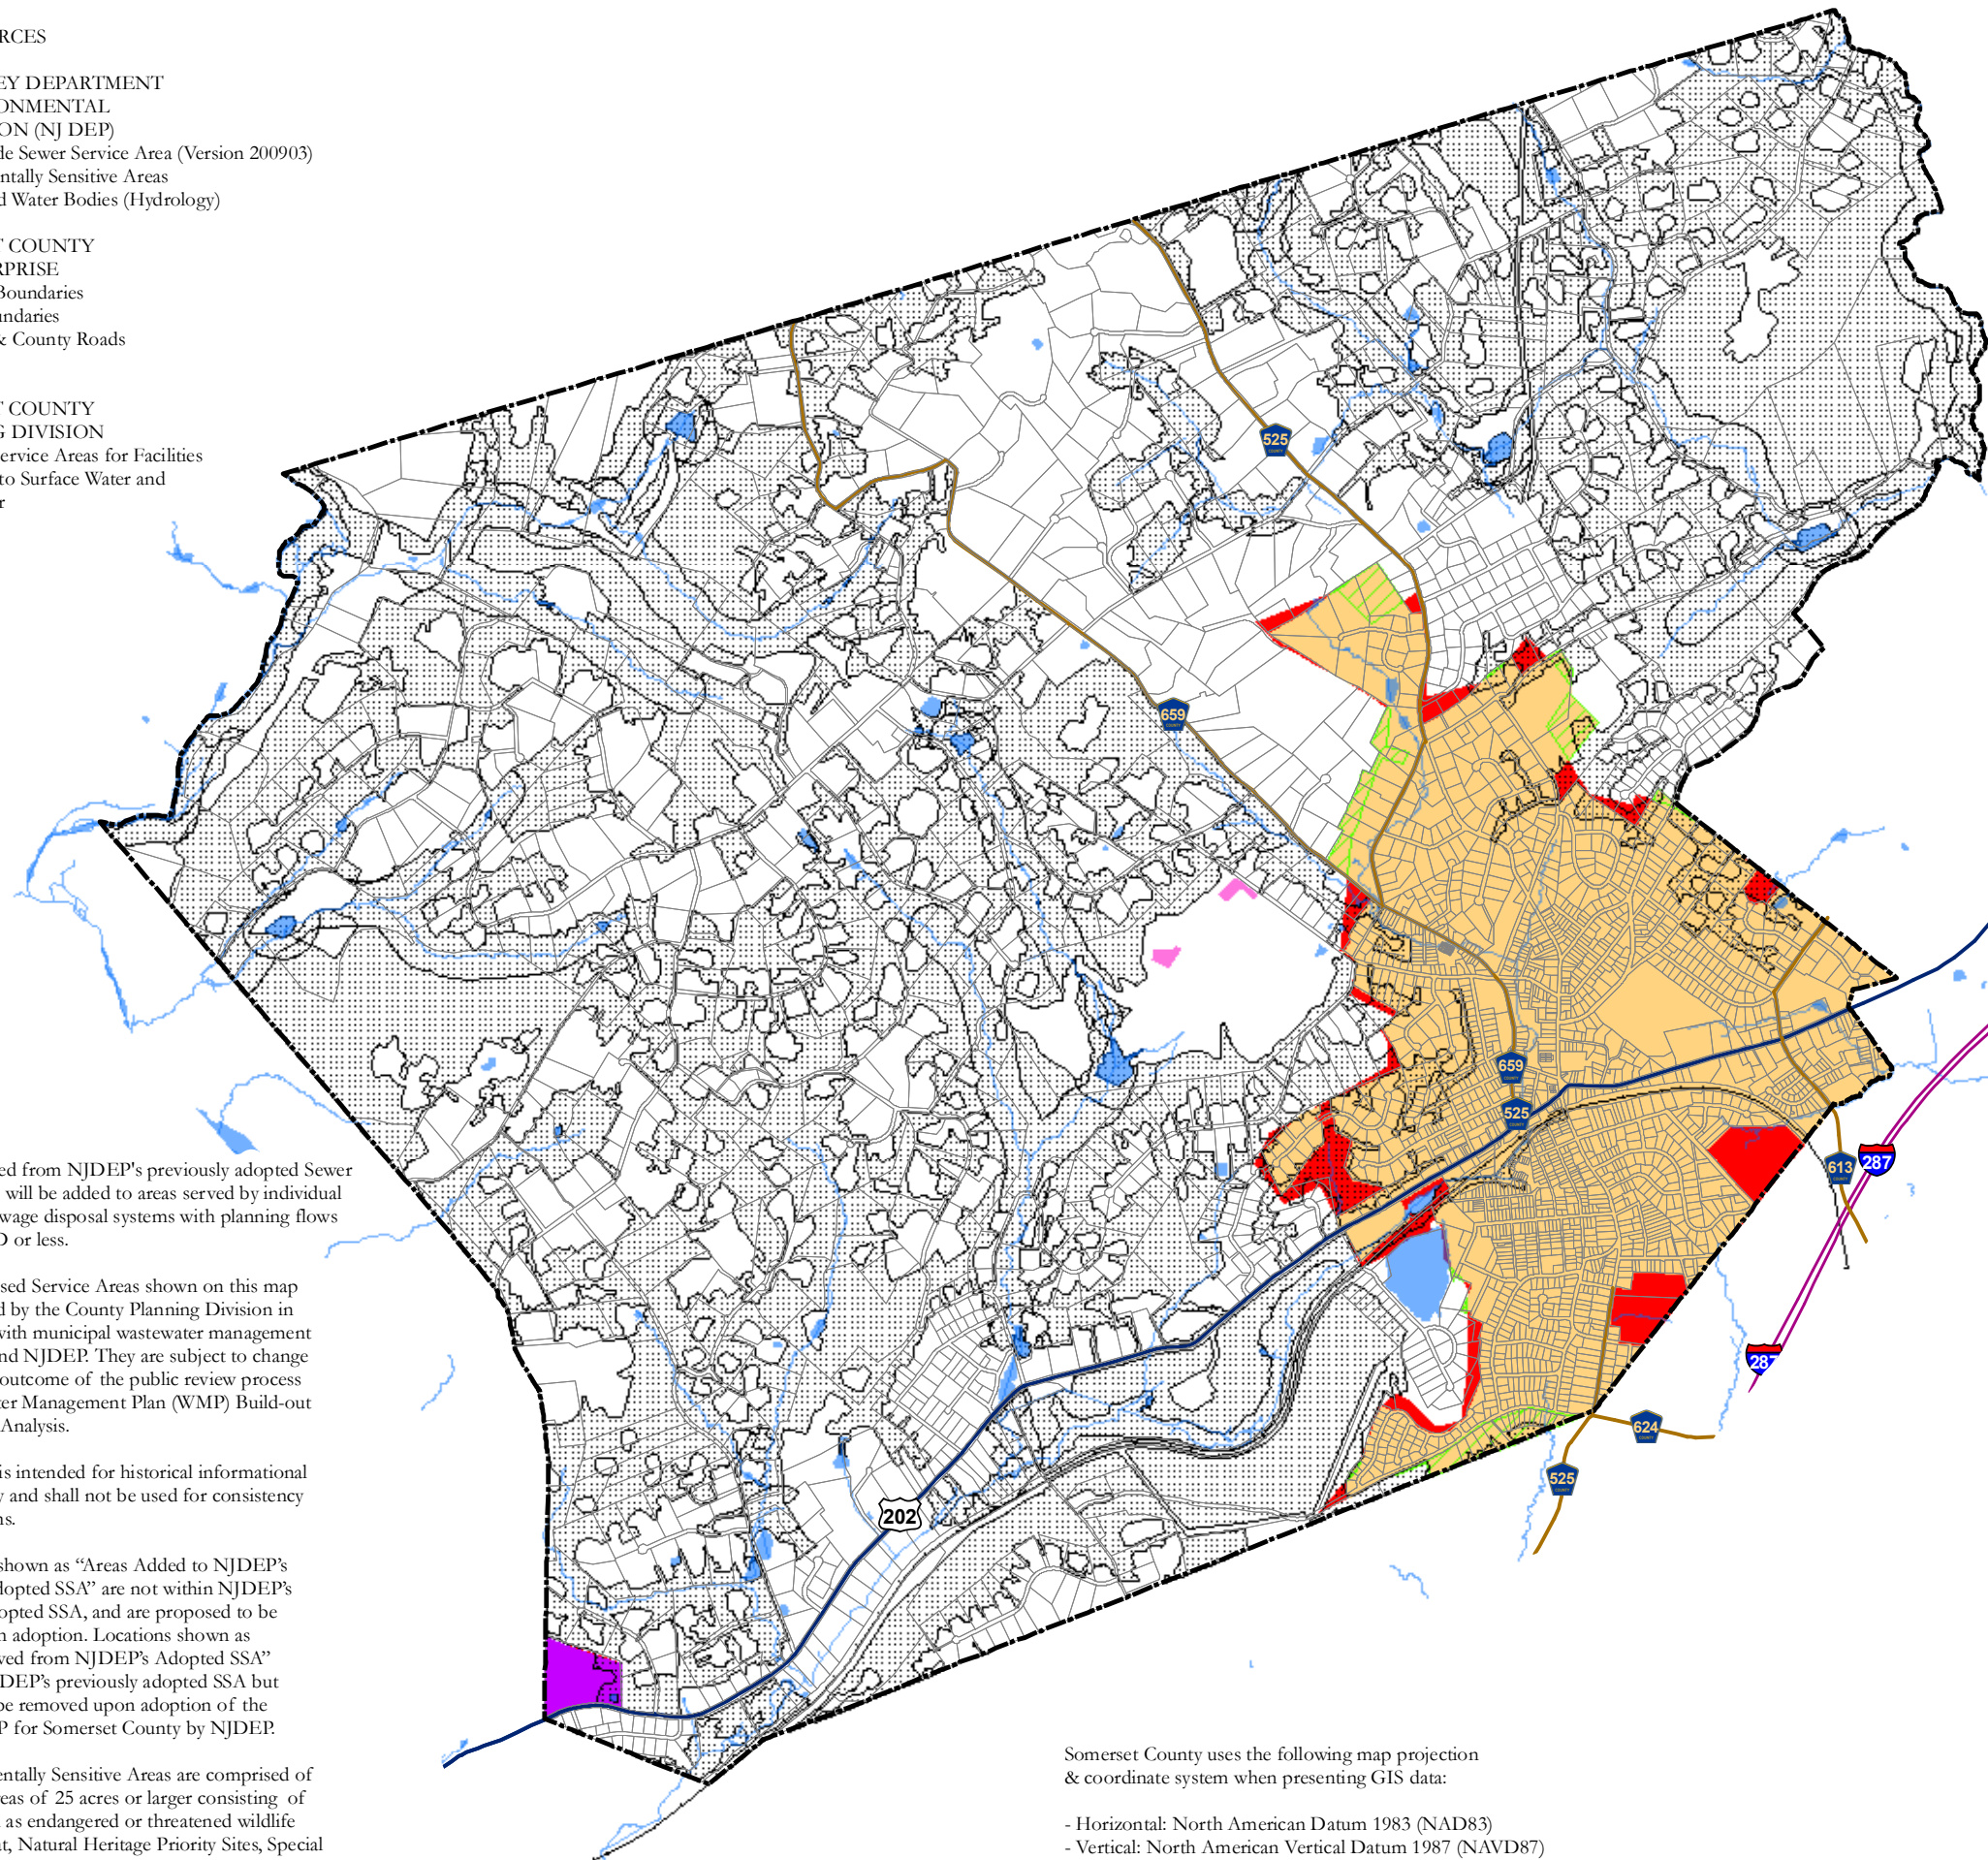 RCES
EY DEPARTMENT
ONMENTAL
ON (NJ DEP)
de Sewer Service Area (Version 200903)
entally Sensitive Areas
d Water Bodies (Hydrology)
T COUNTY
RPRISE
Boundaries
undaries
& County Roads
T COUNTY
G DIVISION
ervice Areas for Facilities
to Surface Water and
r
525
659
659
525
613
287
287
624
525
202
ed from NJDEP's previously adopted Sewer
will be added to areas served by individual
wage disposal systems with planning flows
D or less.
sed Service Areas shown on this map
d by the County Planning Division in
with municipal wastewater management
nd NJDEP. They are subject to change
outcome of the public review process
ter Management Plan (WMP) Build-out
Analysis.
is intended for historical informational
y and shall not be used for consistency
ns.
shown as “Areas Added to NJDEP’s
dopted SSA” are not within NJDEP’s
opted SSA, and are proposed to be
n adoption. Locations shown as
ved from NJDEP’s Adopted SSA”
DEP’s previously adopted SSA but
be removed upon adoption of the
P for Somerset County by NJDEP.
entally Sensitive Areas are comprised of
reas of 25 acres or larger consisting of
as endangered or threatened wildlife
at, Natural Heritage Priority Sites, Special
Somerset County uses the following map projection
& coordinate system when presenting GIS data:
- Horizontal: North American Datum 1983 (NAD83)
- Vertical: North American Vertical Datum 1987 (NAVD87)